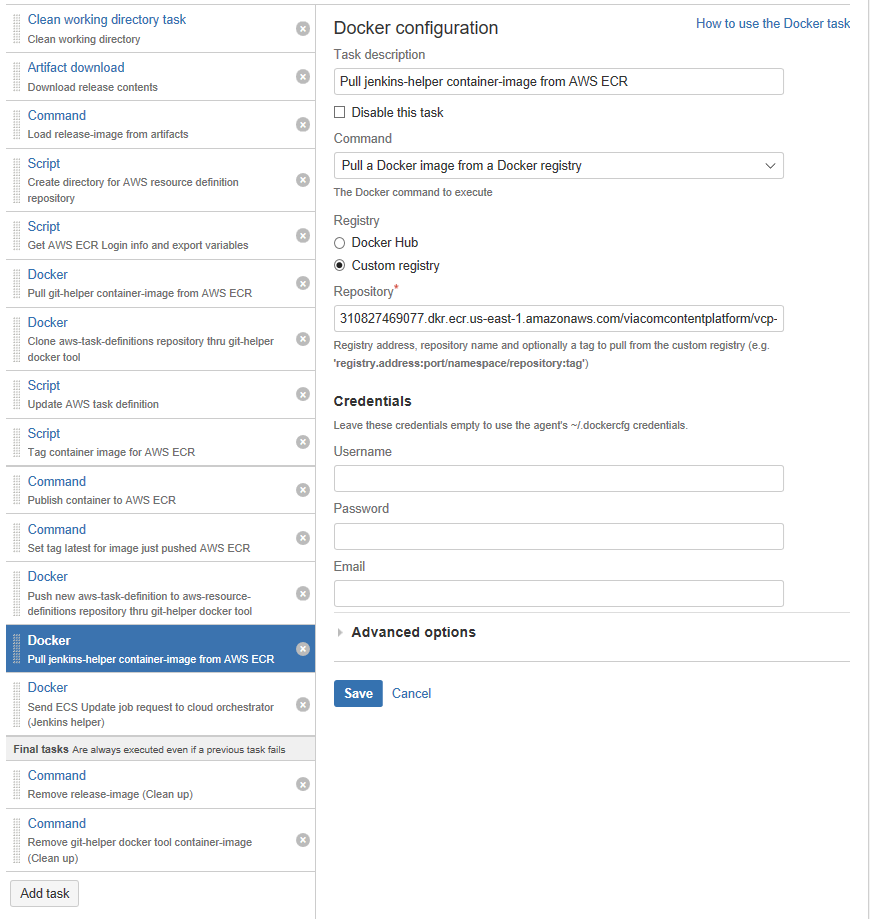 Clean working directory task
Clean working directory
Artifact download
Download release contents
Command
Load release-image from artifacts
Script
Create directory for AWS resource definition
repository
Script
Get AWS ECR Login info and export variables
Docker
Pull git-helper container-image from AWS ECR
Docker
Clone aws-task-definitions repository thru git-helper
docker tool
Script
Update AWS task definition
Script
Tag container image for AWS ECR
Command
Publish container to AWS ECR
Command
Set tag latest for image just pushed AWS ECR
Docker
Push new aws-task-definition to aws-resource-
definitions repository thru git-helper docker tool
Docker
Pull jenkins-helper container-image from AWS ECR
Docker
Send ECS Update job request to cloud orchestrator
(Jenkins helper)
Final tasks Are always executed even if a previous task fails
Command
Remove release-image (Clean up)
Command
Remove git-helper docker tool container-image
(Clean up)
Add task
Docker configuration
How to use the Docker task
Task description
Pull jenkins-helper container-image from AWS ECR
Disable this task
Command
Pull a Docker image from a Docker registry
The Docker command to execute
Registry
Docker Hub
Custom registry
Repository*
310827469077.dkr.ecr.us-east-1.amazonaws.com/viacomcontentplatform/vcp-
Registry address, repository name and optionally a tag to pull from the custom registry (e.g.
'registry.address:port/namespace/repository:tag')
Credentials
Leave these credentials empty to use the agent's ~/.dockercfg credentials.
Username
Password
Email
Advanced options
Save
Cancel